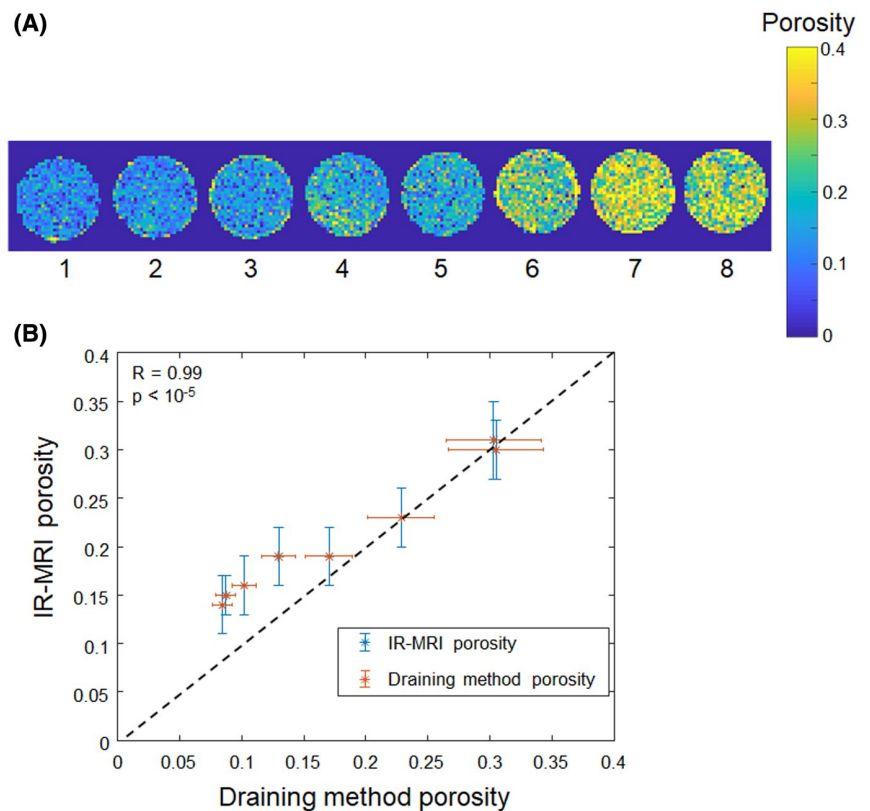 (A)
Porosity
0.4
0.3
0.2
0.1
0
1 2 3 4 5 6 7 8
(B)
R = 0.99
p < 10⁻⁵
0.4
0.35
0.3
0.25
0.2
0.15
0.1
0.05
0
IR-MRI porosity
IR-MRI porosity
Draining method porosity
0 0.05 0.1 0.15 0.2 0.25 0.3 0.35 0.4
Draining method porosity